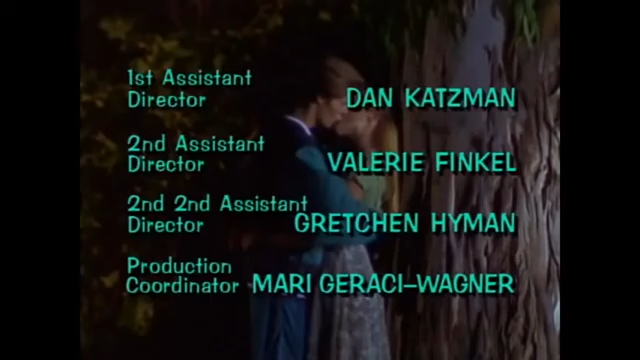 1st Assistant
Director DAN KATZMAN
2nd Assistant
Director VALERIE FINKEL
2nd 2nd Assistant
Director GRETCHEN HYMAN
Production
Coordinator MARI GERACI-WAGNER